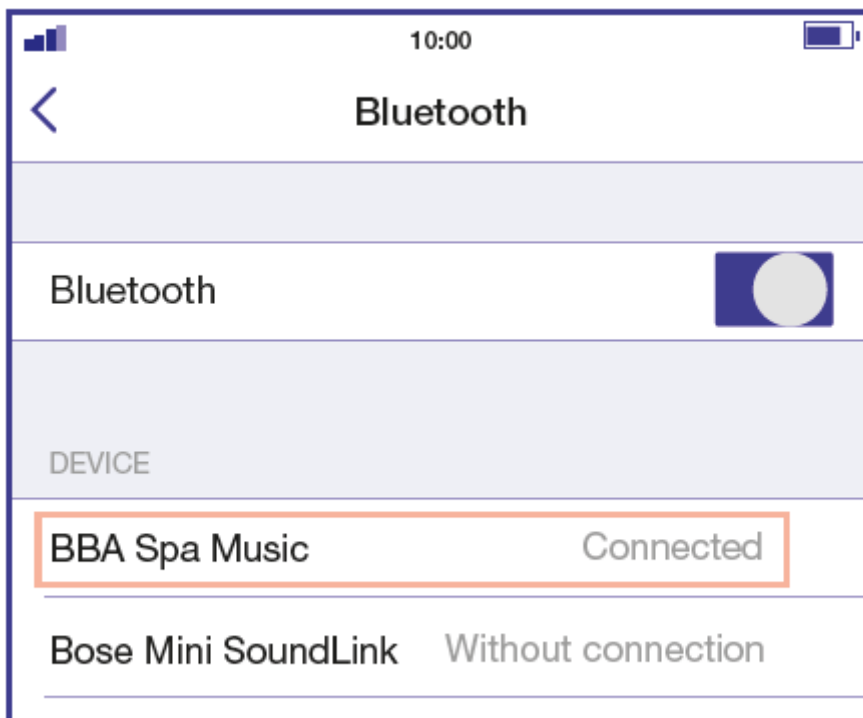 10:00
Bluetooth
Bluetooth
DEVICE
BBA Spa Music Connected
Bose Mini SoundLink Without connection